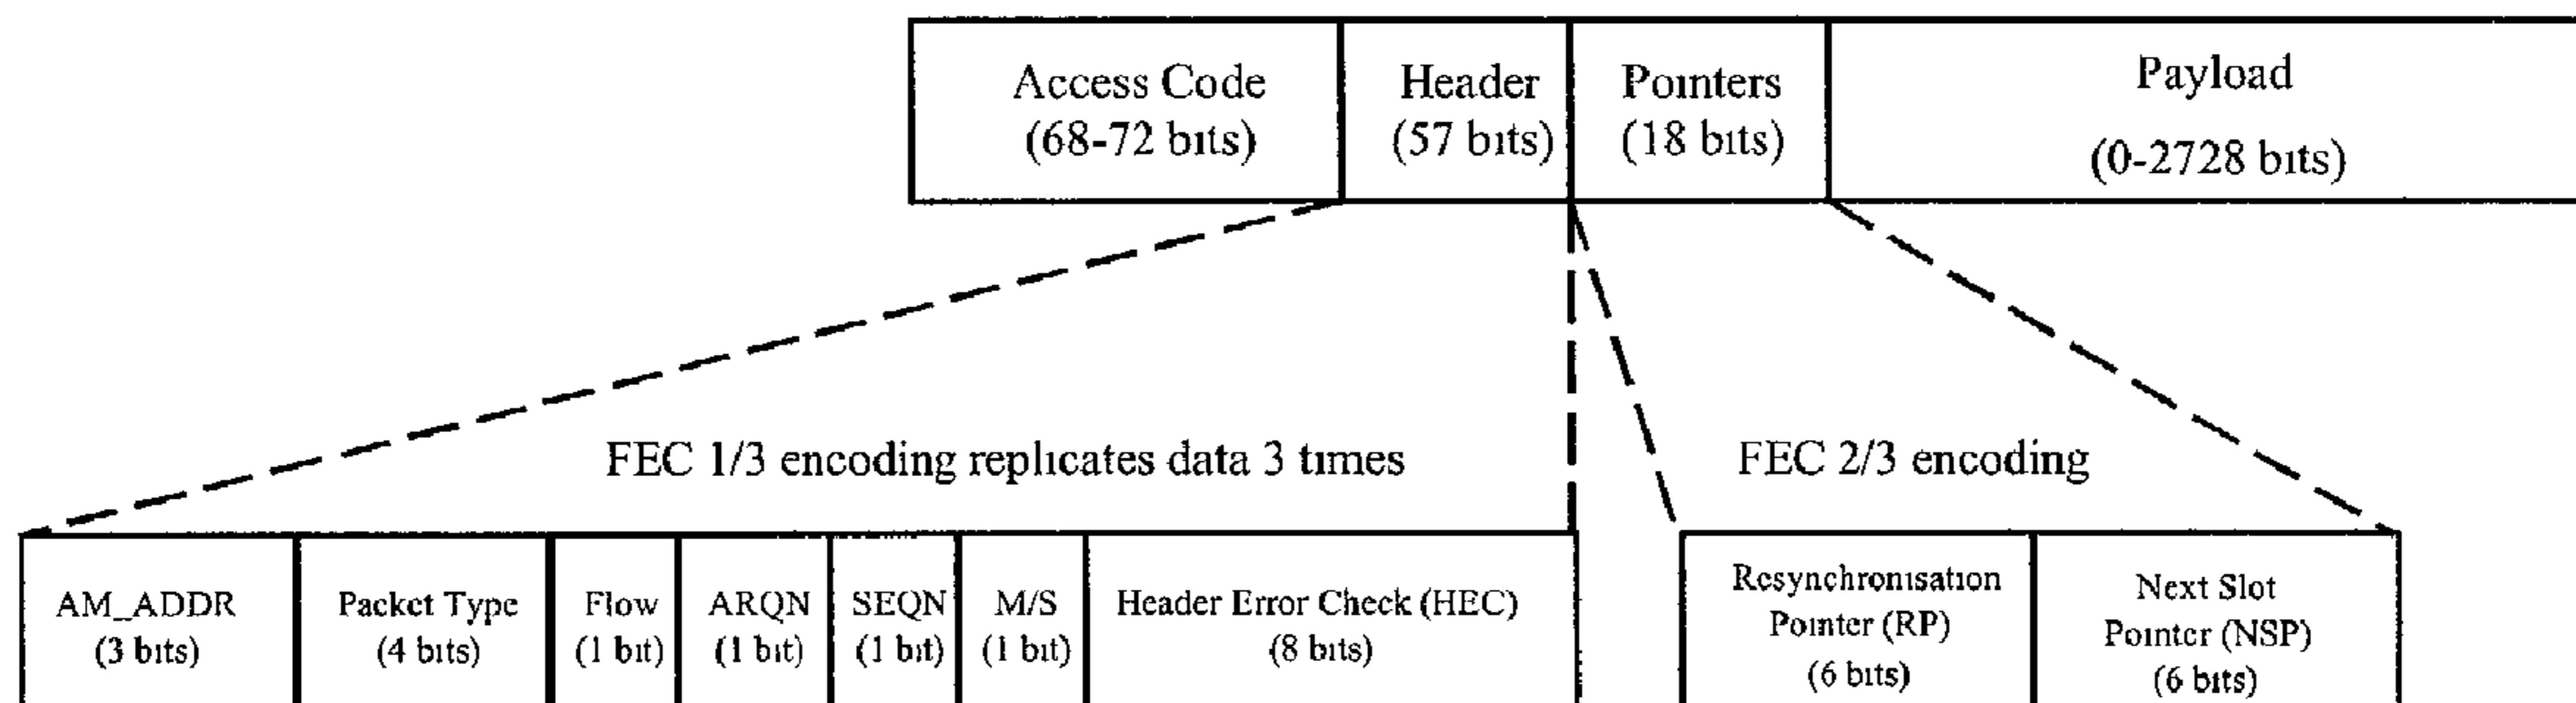 Access Code
(68-72 bits)
Header
(57 bits)
Pointers
(18 bits)
Payload
(0-2728 bits)
FEC 1/3 encoding replicates data 3 times
FEC 2/3 encoding
AM_ADDR
(3 bits)
Packet Type
(4 bits)
Flow
(1 bit)
ARQN
(1 bit)
SEQN
(1 bit)
M/S
(1 bit)
Header Error Check (HEC)
(8 bits)
Resynchronisation
Pointer (RP)
(6 bits)
Next Slot
Pointer (NSP)
(6 bits)